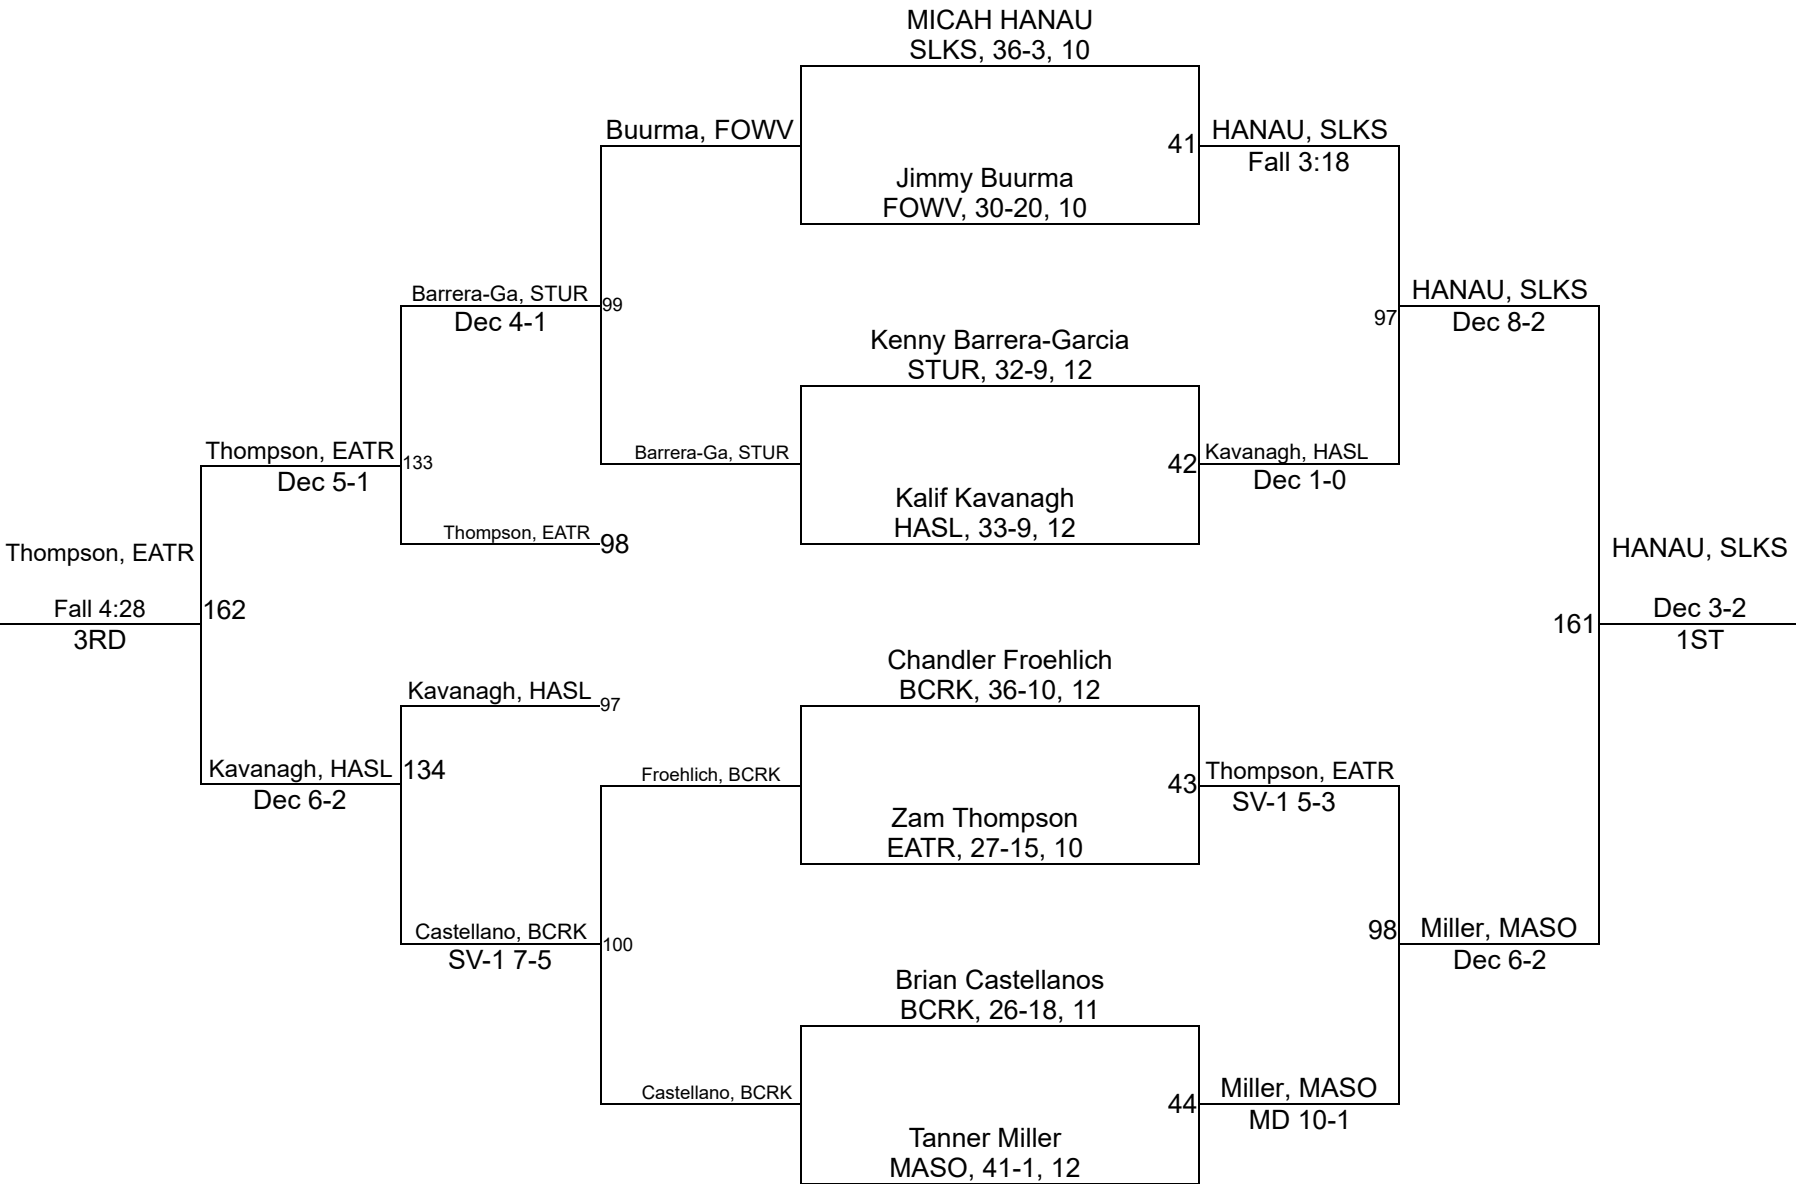 MICAH HANAU
SLKS, 36-3, 10
Buurma, FOWV
41
HANAU, SLKS
Fall 3:18
Jimmy Buurma
FOWV, 30-20, 10
Barrera-Ga, STUR
Dec 4-1
99
HANAU, SLKS
Dec 8-2
97
Kenny Barrera-Garcia
STUR, 32-9, 12
Thompson, EATR
Dec 5-1
133
Barrera-Ga, STUR
42
Kavanagh, HASL
Dec 1-0
Kalif Kavanagh
HASL, 33-9, 12
Thompson, EATR
98
Thompson, EATR
Fall 4:28
3RD
162
HANAU, SLKS
Dec 3-2
1ST
161
Chandler Froehlich
BCRK, 36-10, 12
Kavanagh, HASL
97
Kavanagh, HASL
Dec 6-2
134
Froehlich, BCRK
43
Thompson, EATR
SV-1 5-3
Zam Thompson
EATR, 27-15, 10
Castellano, BCRK
SV-1 7-5
100
98
Miller, MASO
Dec 6-2
Brian Castellanos
BCRK, 26-18, 11
Castellano, BCRK
44
Miller, MASO
MD 10-1
Tanner Miller
MASO, 41-1, 12